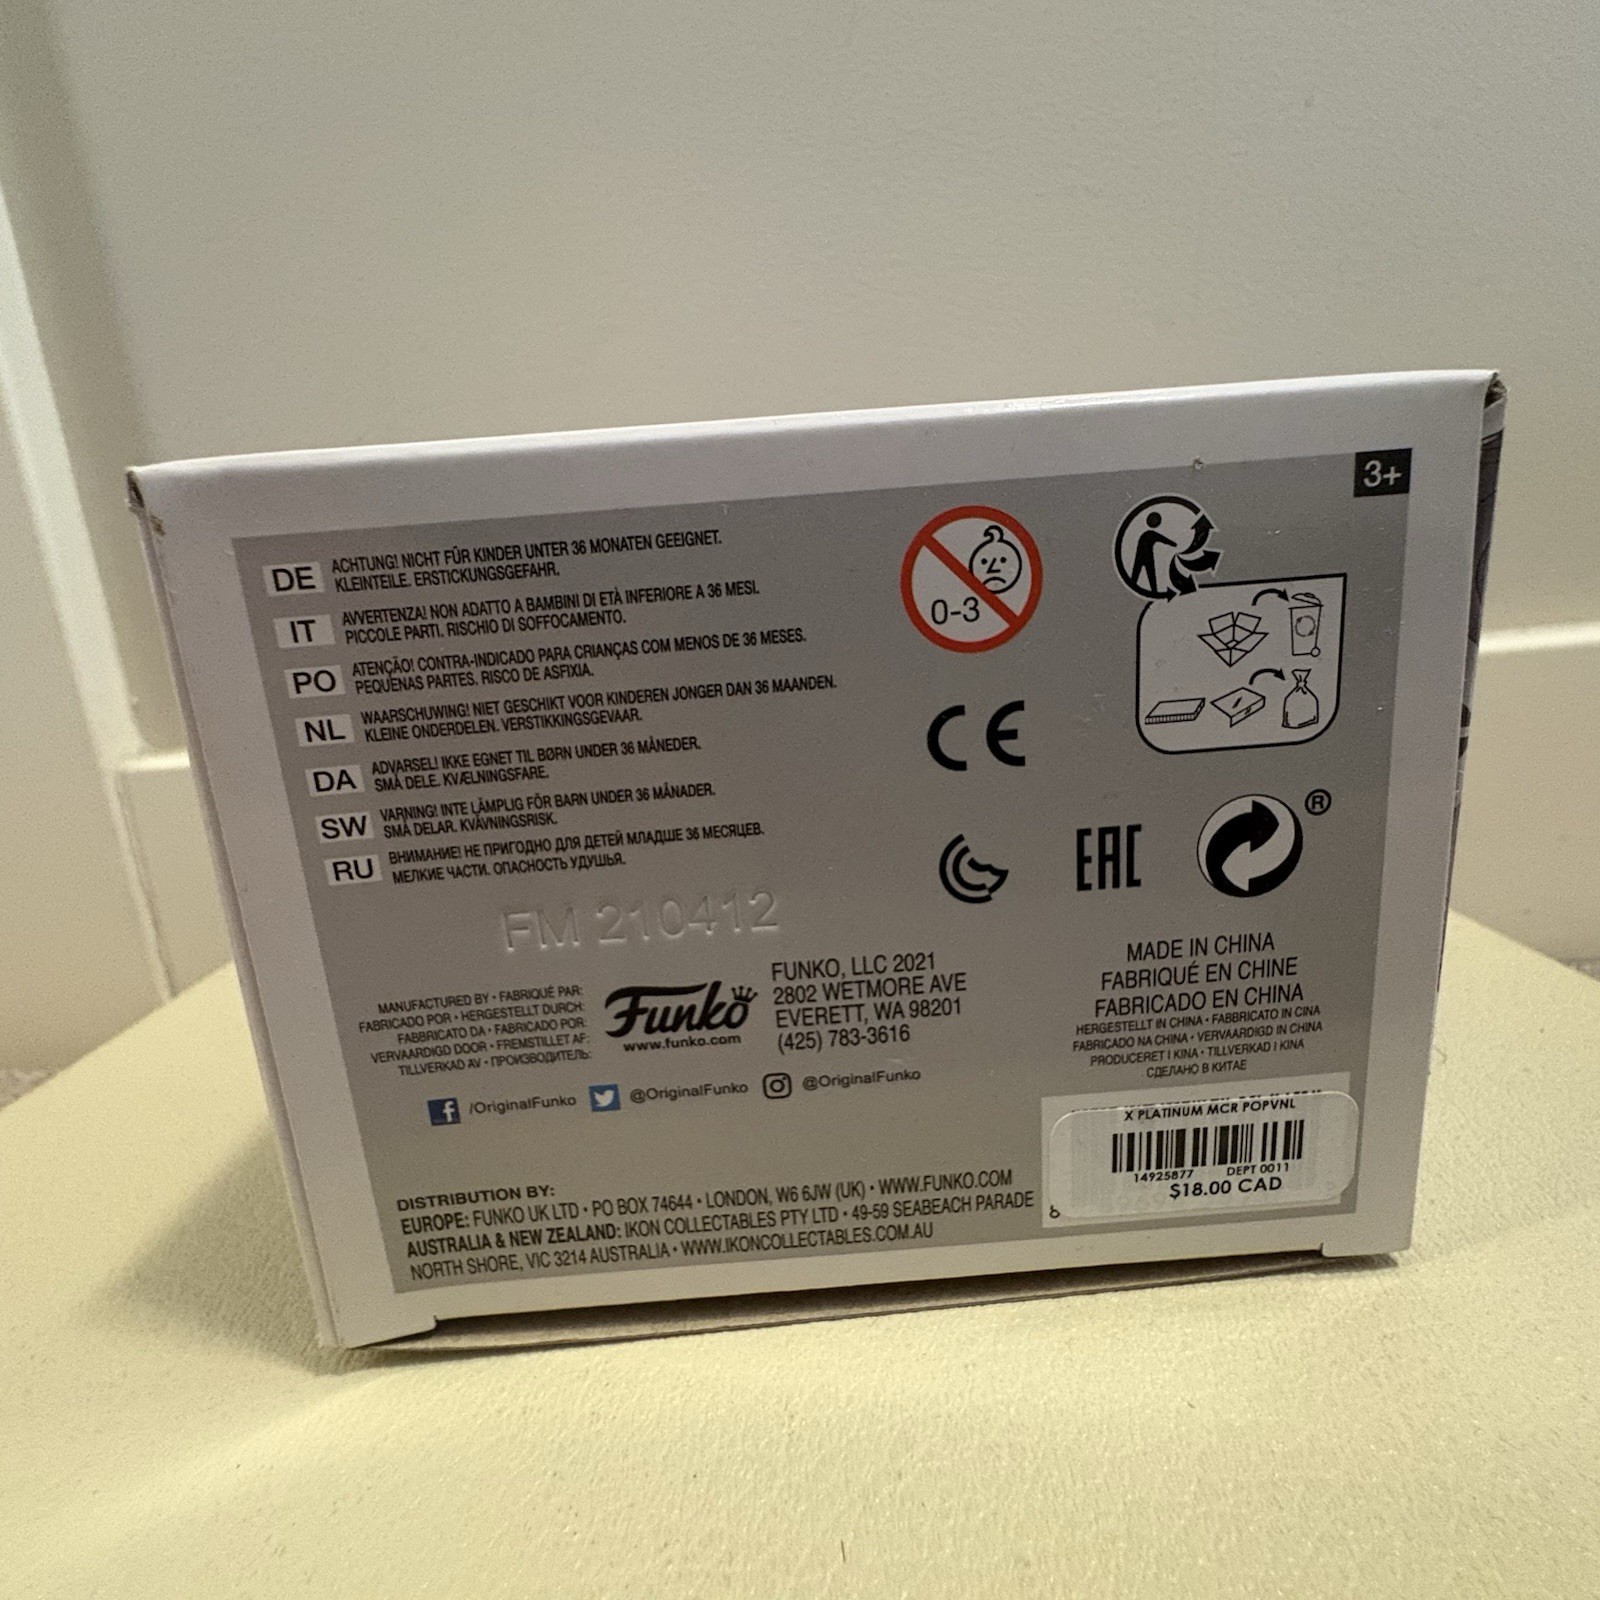 3+
DE ACHTUNG! NICHT FÜR KINDER UNTER 36 MONATEN GEEIGNET.
KLEINTEILE. ERSTICKUNGSGEFAHR.
IT AVVERTENZA! NON ADATTO A BAMBINI DI ETÀ INFERIORE A 36 MESI.
PICCOLE PARTI. RISCHIO DI SOFFOCAMENTO.
PO ATENÇÃO! CONTRA-INDICADO PARA CRIANÇAS COM MENOS DE 36 MESES.
PEQUENAS PARTES. RISCO DE ASFIXIA.
NL WAARSCHUWING! NIET GESCHIKT VOOR KINDEREN JONGER DAN 36 MAANDEN.
KLEINE ONDERDELEN. VERSTIKKINGSGEVAAR.
DA ADVARSEL! IKKE EGNET TIL BØRN UNDER 36 MÅNEDER.
SMÅ DELE. KVÆLNINGSFARE.
SW VARNING! INTE LÄMPLIG FÖR BARN UNDER 36 MÅNADER.
SMÅ DELAR. KVÄVNINGSRISK.
RU ВНИМАНИЕ! НЕ ПРИГОДНО ДЛЯ ДЕТЕЙ МЛАДШЕ 36 МЕСЯЦЕВ.
МЕЛКИЕ ЧАСТИ. ОПАСНОСТЬ УДУШЬЯ.
0-3
CE
EAC
®
FM 210412
MANUFACTURED BY • FABRIQUÉ PAR:
FABRICADO POR • HERGESTELLT DURCH:
FABBRICATO DA • FABRICADO POR:
VERVAARDIGD DOOR • FREMSTILLET AF:
TILLVERKAD AV • ПРОИЗВОДИТЕЛЬ:
Funko
www.funko.com
FUNKO, LLC 2021
2802 WETMORE AVE
EVERETT, WA 98201
(425) 783-3616
/OriginalFunko @OriginalFunko @OriginalFunko
MADE IN CHINA
FABRIQUÉ EN CHINE
FABRICADO EN CHINA
HERGESTELLT IN CHINA • FABBRICATO IN CINA
FABRICADO NA CHINA • VERVAARDIGD IN CHINA
PRODUCERET I KINA • TILLVERKAD I KINA
СДЕЛАНО В КИТАЕ
X PLATINUM MCR POPVNL
14925877 DEPT 0011
$18.00 CAD
8
DISTRIBUTION BY:
EUROPE: FUNKO UK LTD • PO BOX 74644 • LONDON, W6 6JW (UK) • WWW.FUNKO.COM
AUSTRALIA & NEW ZEALAND: IKON COLLECTABLES PTY LTD • 49-59 SEABEACH PARADE
NORTH SHORE, VIC 3214 AUSTRALIA • WWW.IKONCOLLECTABLES.COM.AU